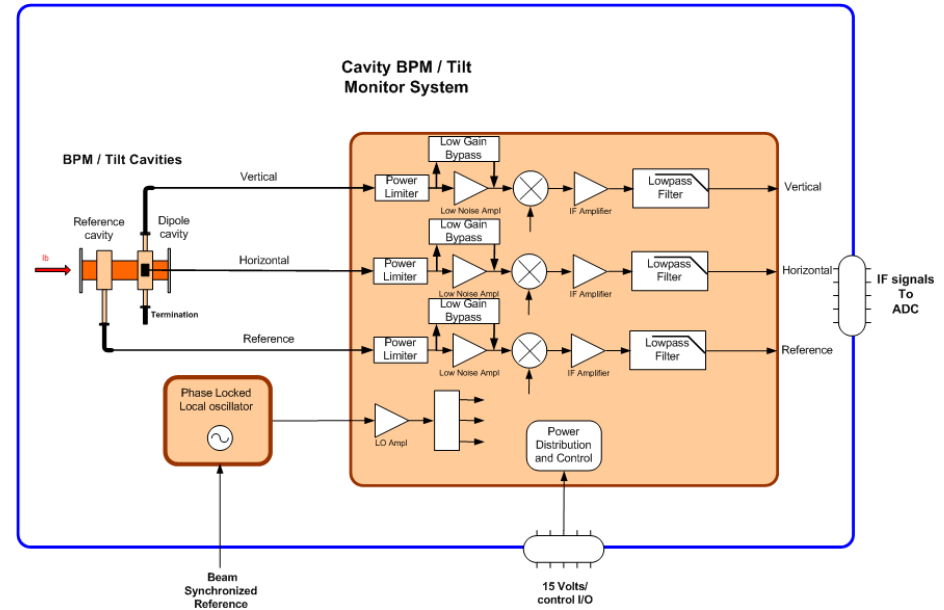 Cavity BPM / Tilt
Monitor System
BPM / Tilt Cavities
Reference
cavity
Dipole
cavity
Ib
Termination
Vertical
Power
Limiter
Low Gain
Bypass
Low Noise Ampl
IF Amplifier
Lowpass
Filter
Vertical
Horizontal
Power
Limiter
Low Gain
Bypass
Low Noise Ampl
IF Amplifier
Lowpass
Filter
Horizontal
Reference
Power
Limiter
Low Gain
Bypass
Low Noise Ampl
IF Amplifier
Lowpass
Filter
Reference
IF signals
To
ADC
Phase Locked
Local oscillator
LO Ampl
Power
Distribution
and Control
Beam
Synchronized
Reference
15 Volts/
control I/O